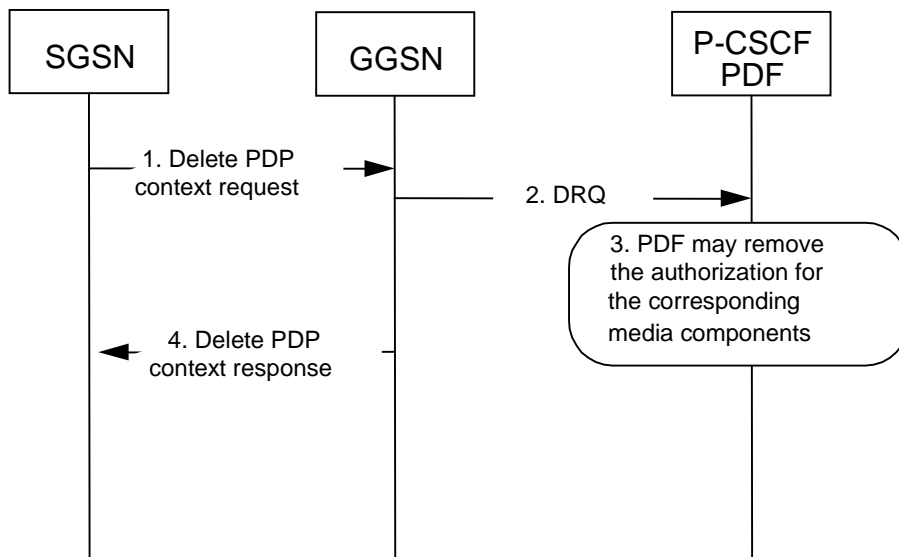 SGSN
GGSN
P-CSCF
PDF
1. Delete PDP
context request
2. DRQ
3. PDF may remove
the authorization for
the corresponding
media components
4. Delete PDP
context response